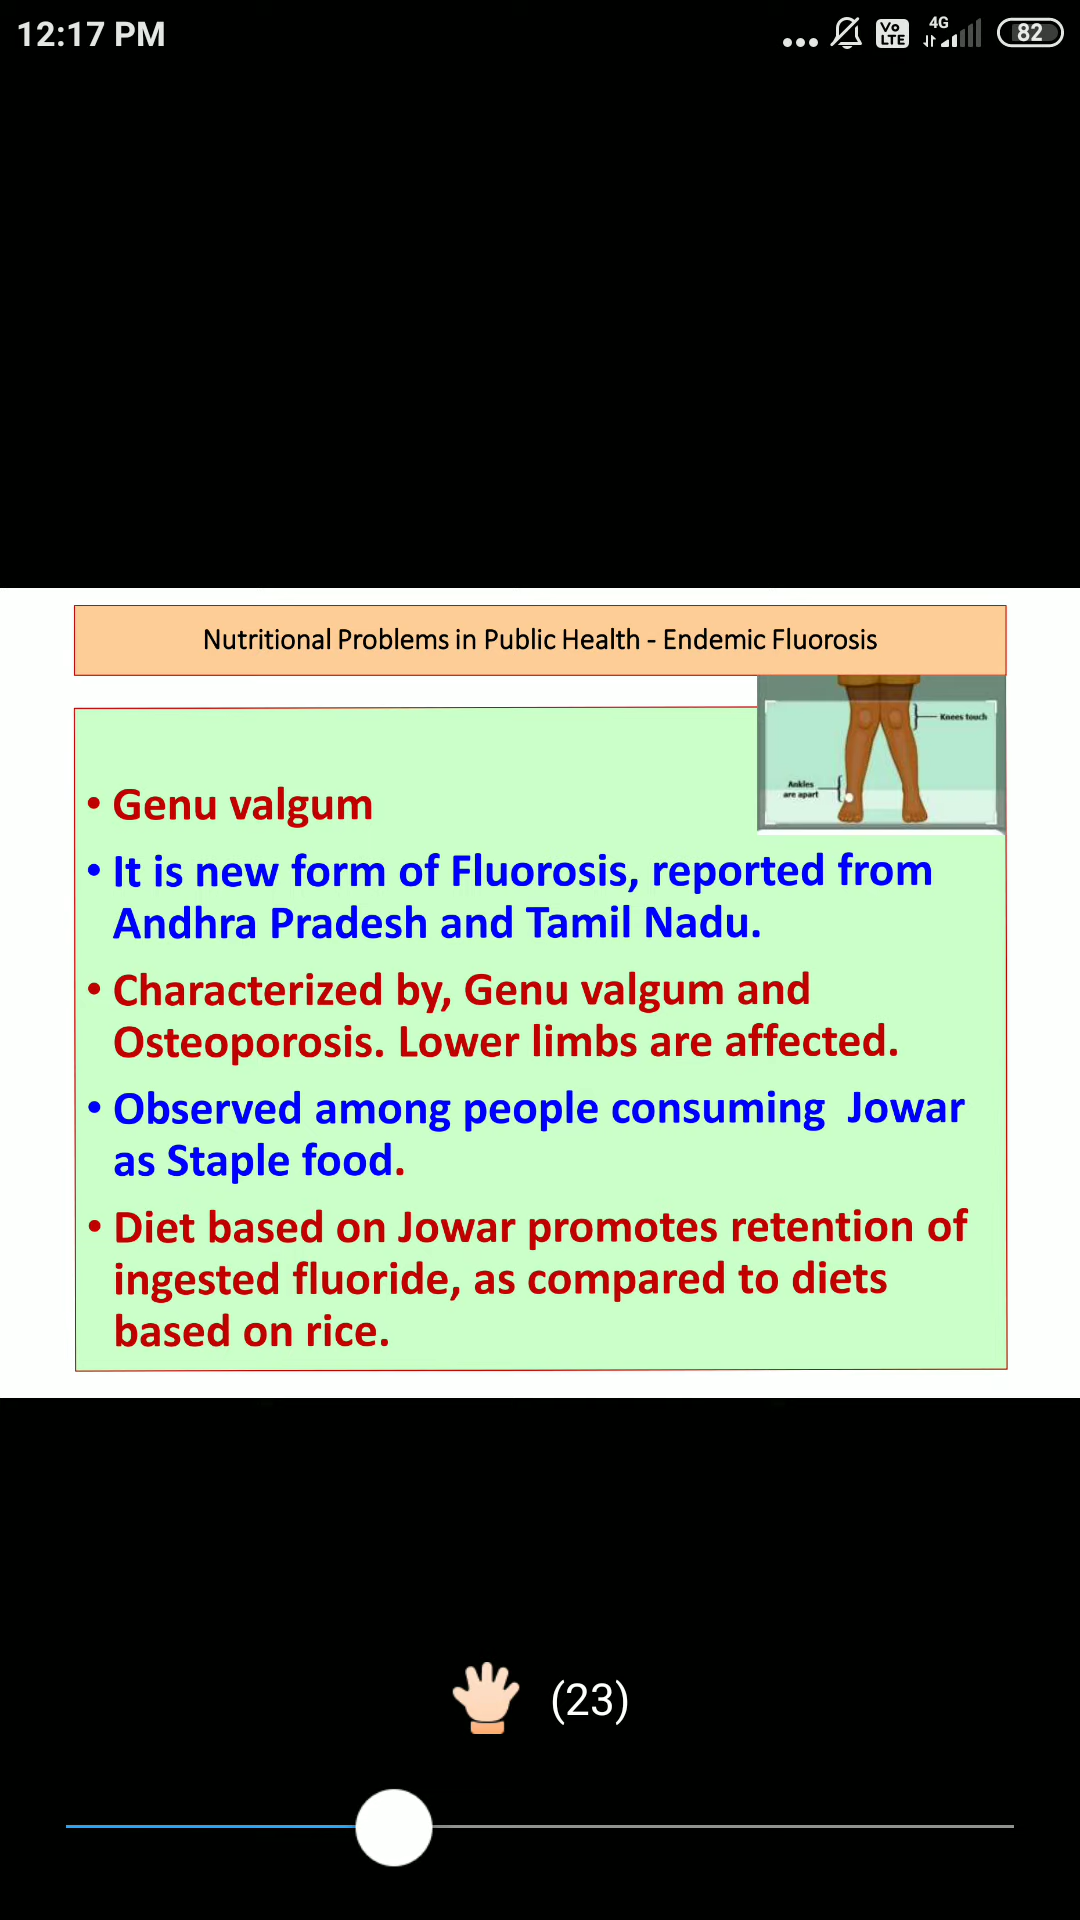 12:17 PM
Vo
LTE
4G
82
Nutritional Problems in Public Health - Endemic Fluorosis
Knees touch
Ankles
are apart
• Genu valgum
• It is new form of Fluorosis, reported from
Andhra Pradesh and Tamil Nadu.
• Characterized by, Genu valgum and
Osteoporosis. Lower limbs are affected.
• Observed among people consuming  Jowar
as Staple food.
• Diet based on Jowar promotes retention of
ingested fluoride, as compared to diets
based on rice.
(23)